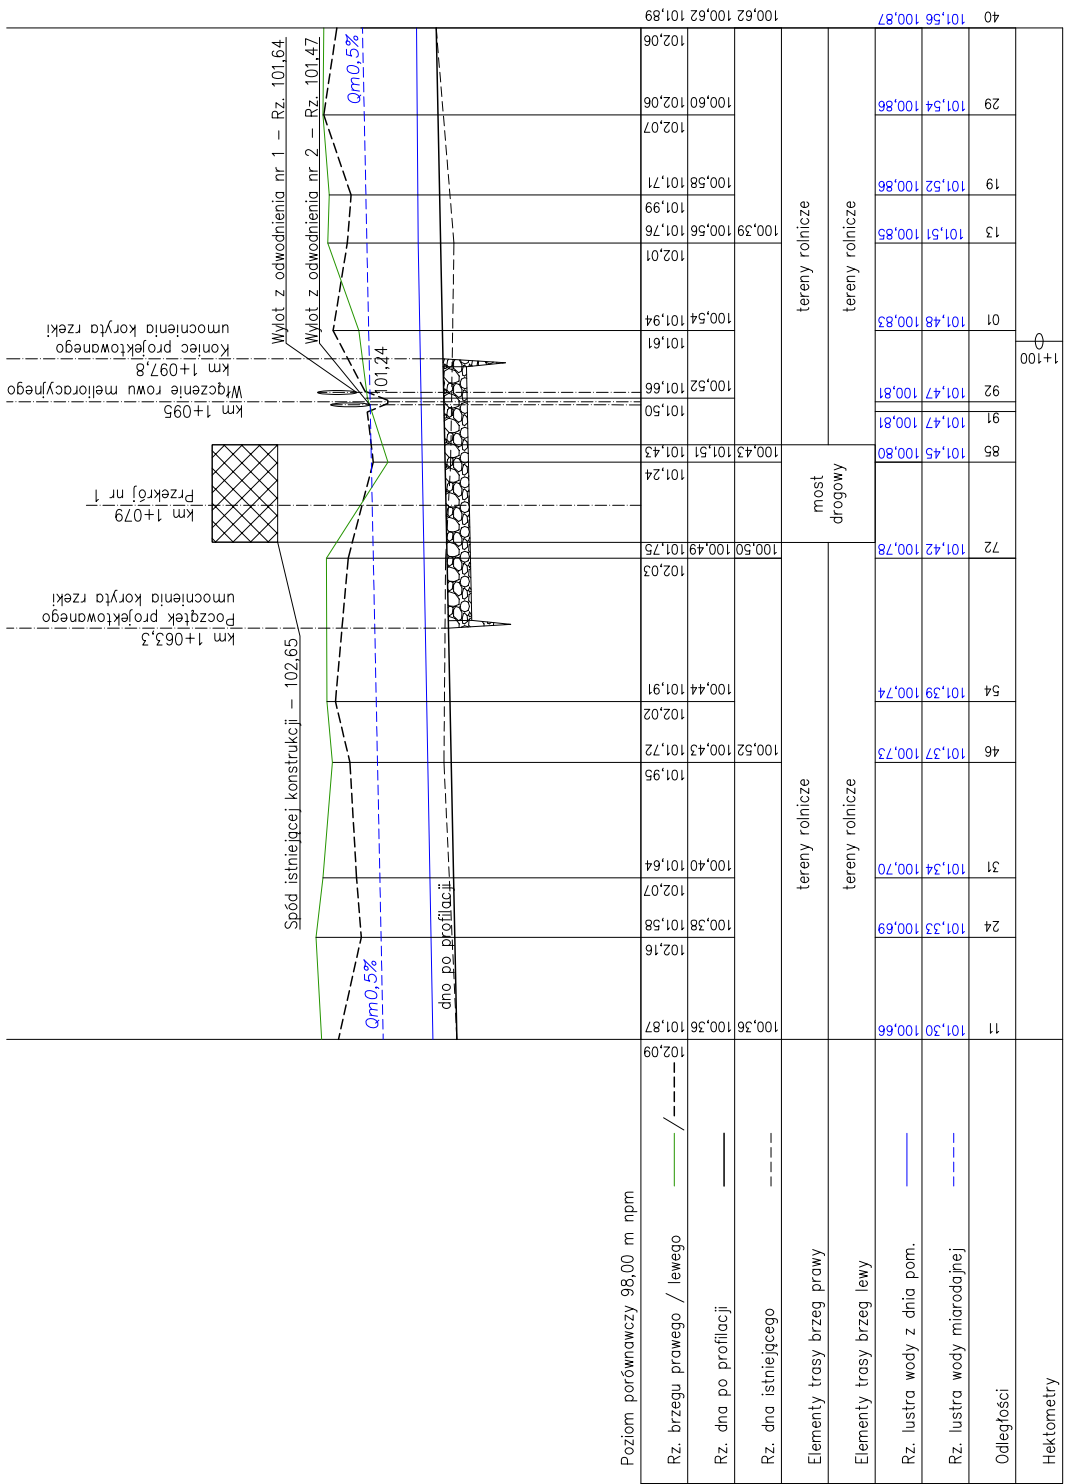 Wylot z odwodnienia nr 1 – Rz. 101,64
Wylot z odwodnienia nr 2 – Rz. 101,47
Qm0,5%
101,24
Koniec projektowanego
umocnienia koryta rzeki
km 1+097,8
Włączenie rowu melioracyjnego
km 1+095
Przekrój nr 1
km 1+079
Początek projektowanego
umocnienia koryta rzeki
km 1+063,3
Spód istniejącej konstrukcji – 102,65
Qm0,5%
dno po profilacji
Poziom porównawczy 98,00 m npm
Rz. brzegu prawego / lewego
/
102,09 102,16 102,07 101,95 102,02 102,03 101,24 101,50 101,61 102,01 101,99 102,07 102,06
101,87 101,58 101,64 101,72 101,91 101,75 101,43 101,66 101,94 101,76 101,71 102,06 101,89
Rz. dna po profilacji
100,36 100,38 100,40 100,43 100,44 100,49 101,51 100,52 100,54 100,56 100,58 100,60 100,62
Rz. dna istniejącego
100,36 100,52 100,50 100,43 100,39 100,62
Elementy trasy brzeg prawy
tereny rolnicze
most
drogowy
tereny rolnicze
Elementy trasy brzeg lewy
tereny rolnicze
tereny rolnicze
Rz. lustra wody z dnia pom.
100,66 100,69 100,70 100,73 100,74 100,78 100,80 100,81 100,81 100,83 100,85 100,86 100,86 100,87
Rz. lustra wody miarodajnej
101,30 101,33 101,34 101,37 101,39 101,42 101,45 101,47 101,47 101,48 101,51 101,52 101,54 101,56
Odległości
11 24 31 46 54 72 85 91 92 01 13 19 29 40
Hektometry
1+100